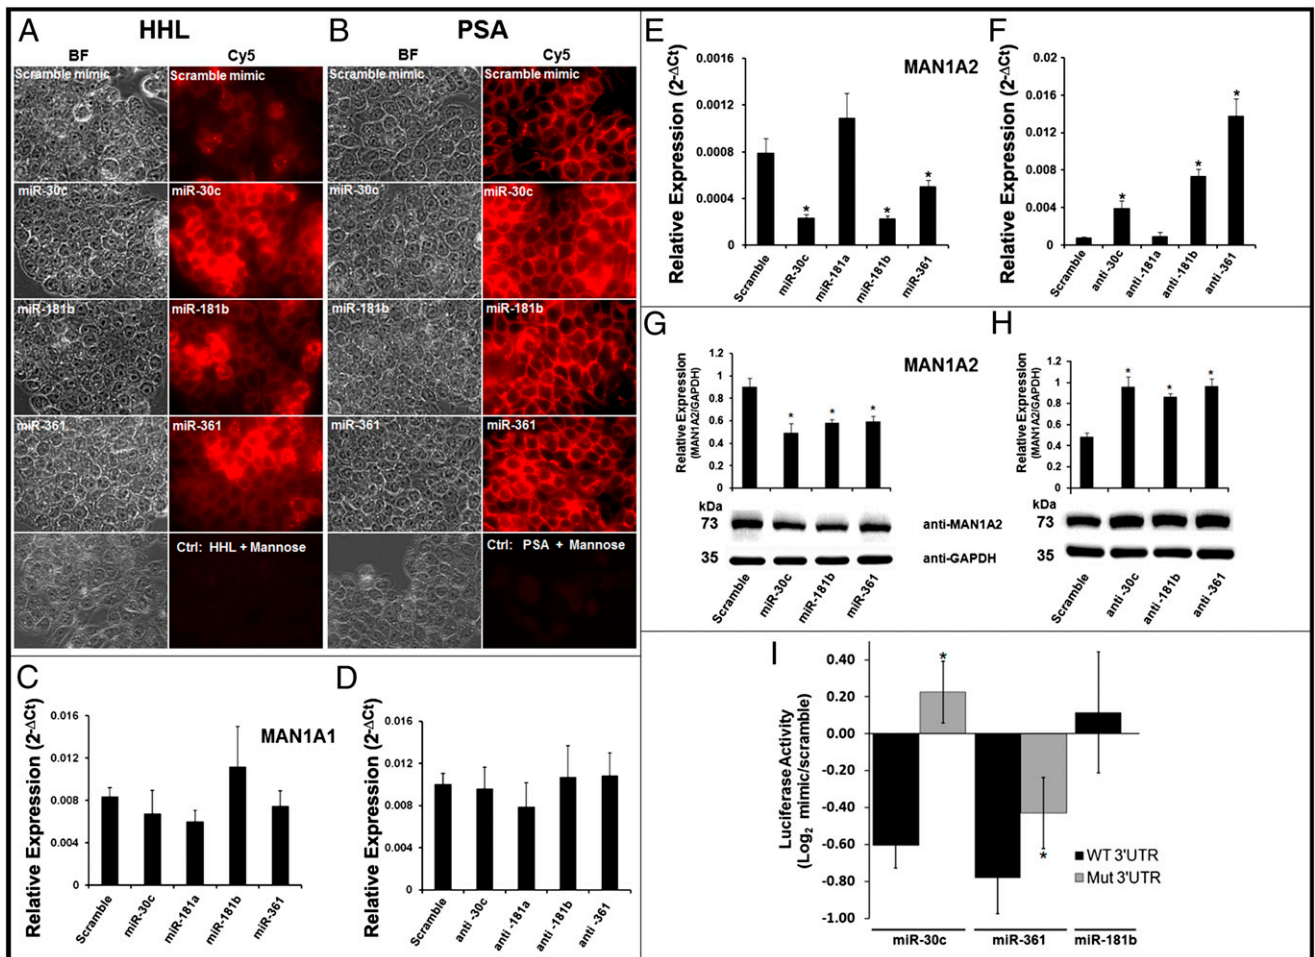 A HHL B PSA
BF Cy5 BF Cy5
Scramble mimic Scramble mimic Scramble mimic Scramble mimic
miR-30c miR-30c miR-30c miR-30c
miR-181b miR-181b miR-181b miR-181b
miR-361 miR-361 miR-361 miR-361
Ctrl: HHL + Mannose Ctrl: PSA + Mannose
C
Relative Expression (2-ΔCt)
MAN1A1
0.016
0.012
0.008
0.004
0
Scramble miR-30c miR-181a miR-181b miR-361
D
Relative Expression (2-ΔCt)
0.016
0.012
0.008
0.004
0
Scramble anti -30c anti -181a anti -181b anti -361
E
Relative Expression (2-ΔCt)
MAN1A2
0.0016
0.0012
0.0008
0.0004
0
* * *
Scramble miR-30c miR-181a miR-181b miR-361
F
Relative Expression (2-ΔCt)
0.02
0.016
0.012
0.008
0.004
0
* * *
Scramble anti-30c anti-181a anti-181b anti-361
G
MAN1A2
Relative Expression
(MAN1A2/GAPDH)
1.2
1
0.8
0.6
0.4
0.2
0
* * *
kDa
73 anti-MAN1A2
35 anti-GAPDH
Scramble miR-30c miR-181b miR-361
H
Relative Expression
(MAN1A2/GAPDH)
1.2
1
0.8
0.6
0.4
0.2
0
* * *
kDa
73
35
Scramble anti -30c anti -181b anti -361
I
Luciferase Activity
(Log2 mimic/scramble)
0.40
0.20
0.00
-0.20
-0.40
-0.60
-0.80
-1.00
* *
WT 3'UTR
Mut 3'UTR
miR-30c miR-361 miR-181b